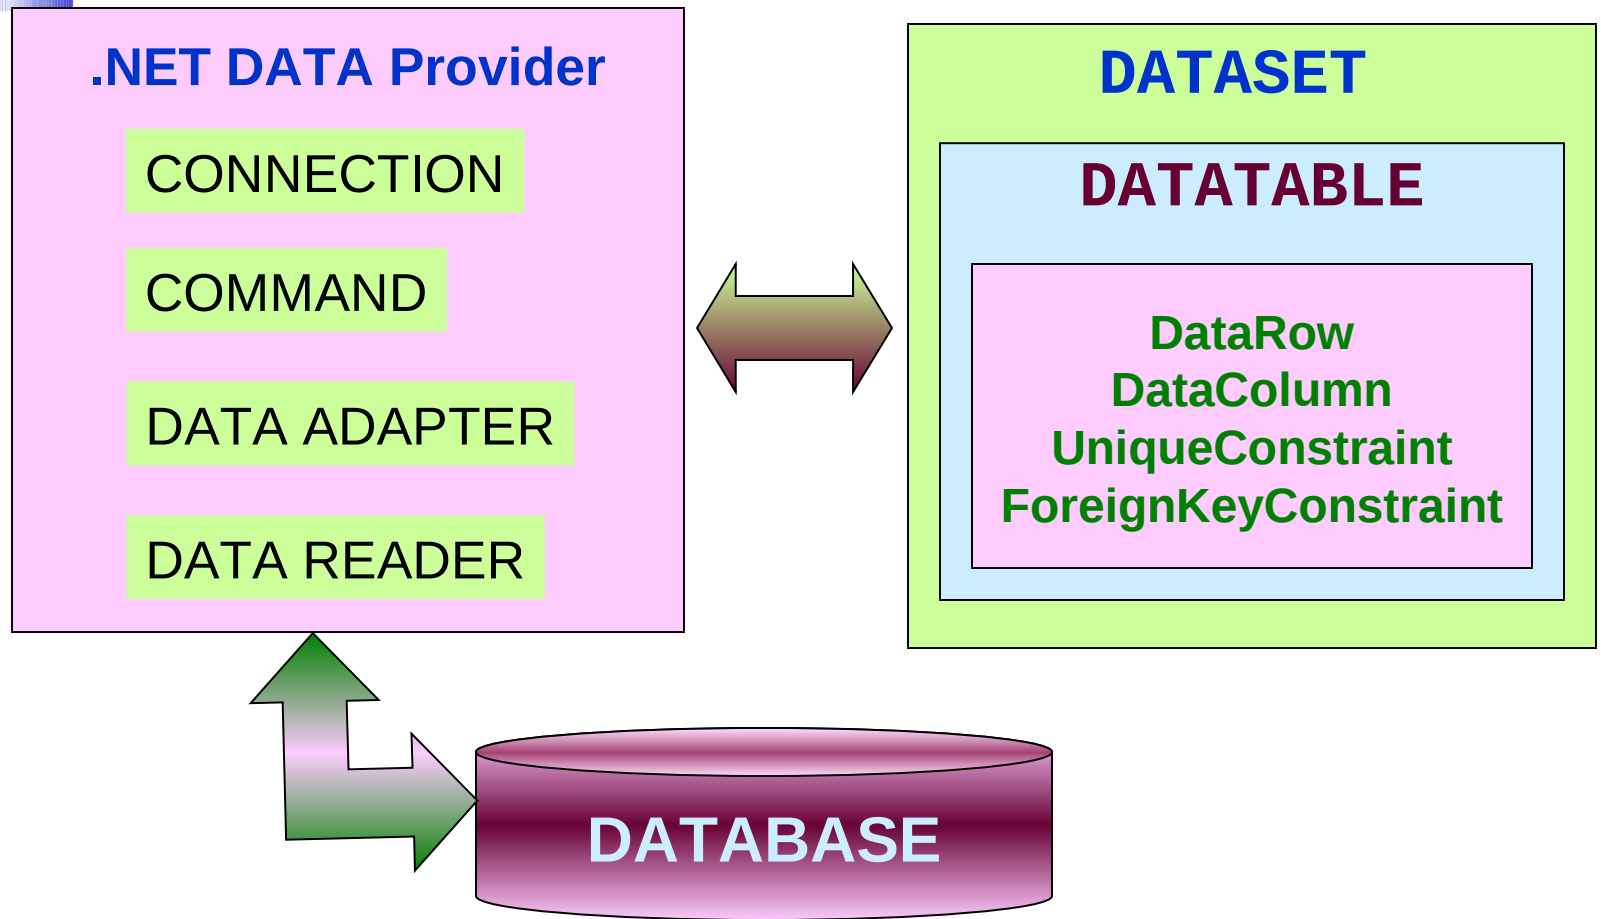 .NET DATA Provider
CONNECTION
COMMAND
DATA ADAPTER
DATA READER
DATASET
DATATABLE
DataRow
DataColumn
UniqueConstraint
ForeignKeyConstraint
DATABASE